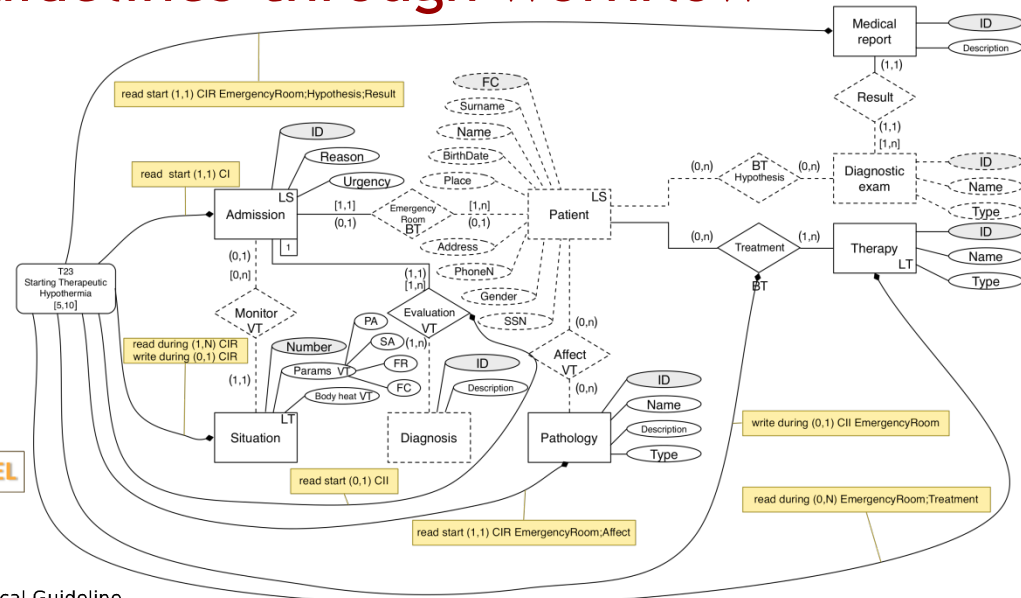 idelines through Workflow
Medical
report
ID
Description
(1,1)
Result
(1,1)
[1,n]
read start (1,1) CIR EmergencyRoom;Hypothesis;Result
FC
Surname
Name
BirthDate
Place
Address
PhoneN
Gender
SSN
ID
Reason
Urgency
read start (1,1) CI
LS
Admission
1
[1,1]
(0,1)
Emergency
Room
BT
[1,n]
(0,1)
LS
Patient
(0,n)
BT
Hypothesis
(0,n)
Diagnostic
exam
ID
Name
Type
(0,n)
Treatment
BT
(1,n)
Therapy
LT
ID
Name
Type
T23
Starting Therapeutic
Hypothermia
[5,10]
(0,1)
[0,n]
Monitor
VT
(1,1)
(1,1)
[1,n]
Evaluation
VT
(1,n)
read during (1,N) CIR
write during (0,1) CIR
Number
Params VT
PA
SA
FR
FC
Body heat VT
LT
Situation
ID
Description
Diagnosis
(0,n)
Affect
VT
(0,n)
Pathology
ID
Name
Description
Type
write during (0,1) CII EmergencyRoom
EL
read start (0,1) CII
read start (1,1) CIR EmergencyRoom;Affect
read during (0,N) EmergencyRoom;Treatment
cal Guideline